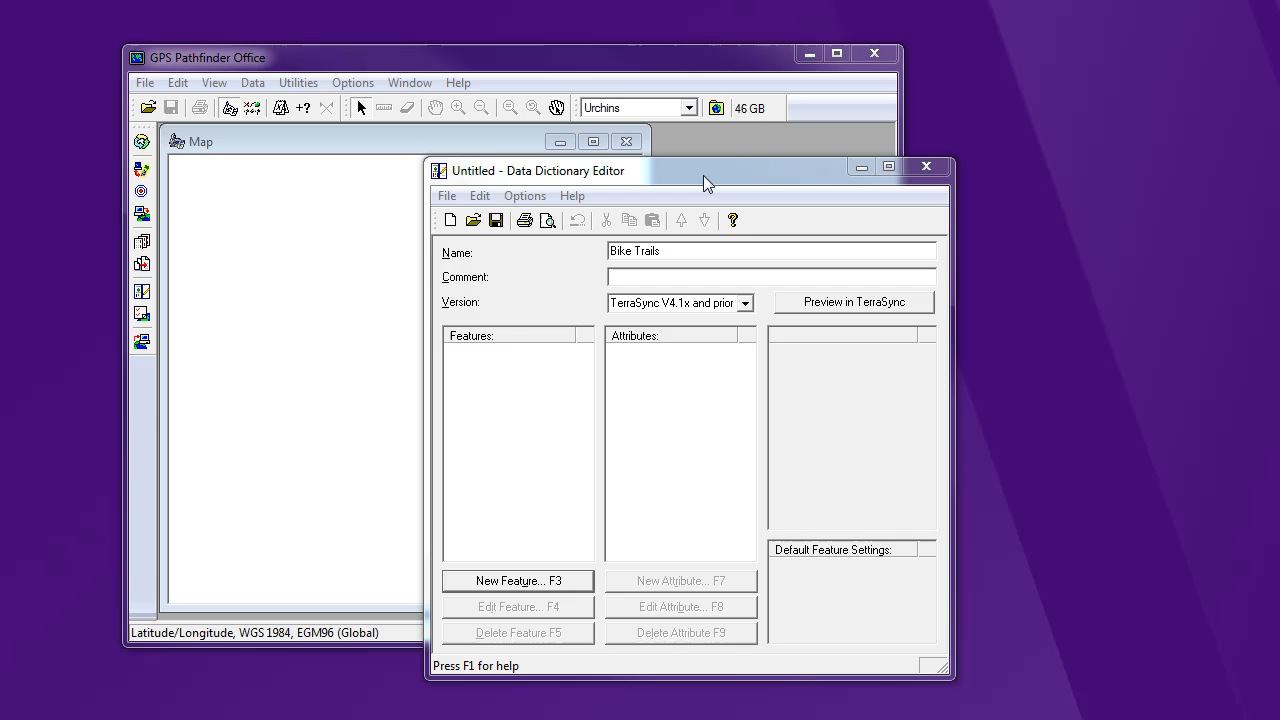 GPS Pathfinder Office
File Edit View Data Utilities Options Window Help
+? Urchins 46 GB
Map
Untitled - Data Dictionary Editor
File Edit Options Help
?
Name: Bike Trails
Comment:
Version: TerraSync V4.1x and prior Preview in TerraSync
Features: Attributes:
Default Feature Settings:
New Feature... F3 New Attribute... F7
Edit Feature... F4 Edit Attribute... F8
Delete Feature F5 Delete Attribute F9
Latitude/Longitude, WGS 1984, EGM96 (Global)
Press F1 for help